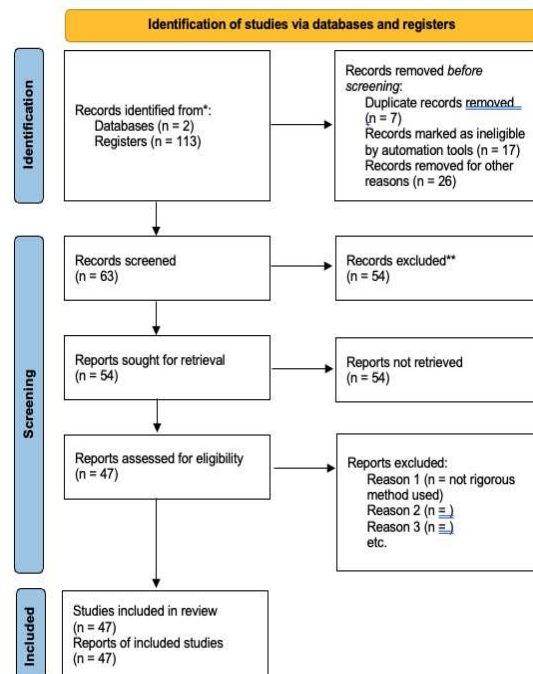 Identification of studies via databases and registers
Identification
Records identified from*:
Databases (n = 2)
Registers (n = 113)
Records removed before
screening:
Duplicate records removed
(n = 7)
Records marked as ineligible
by automation tools (n = 17)
Records removed for other
reasons (n = 26)
Screening
Records screened
(n = 63)
Records excluded**
(n = 54)
Reports sought for retrieval
(n = 54)
Reports not retrieved
(n = 54)
Reports assessed for eligibility
(n = 47)
Reports excluded:
Reason 1 (n = not rigorous
method used)
Reason 2 (n = )
Reason 3 (n = )
etc.
Included
Studies included in review
(n = 47)
Reports of included studies
(n = 47)